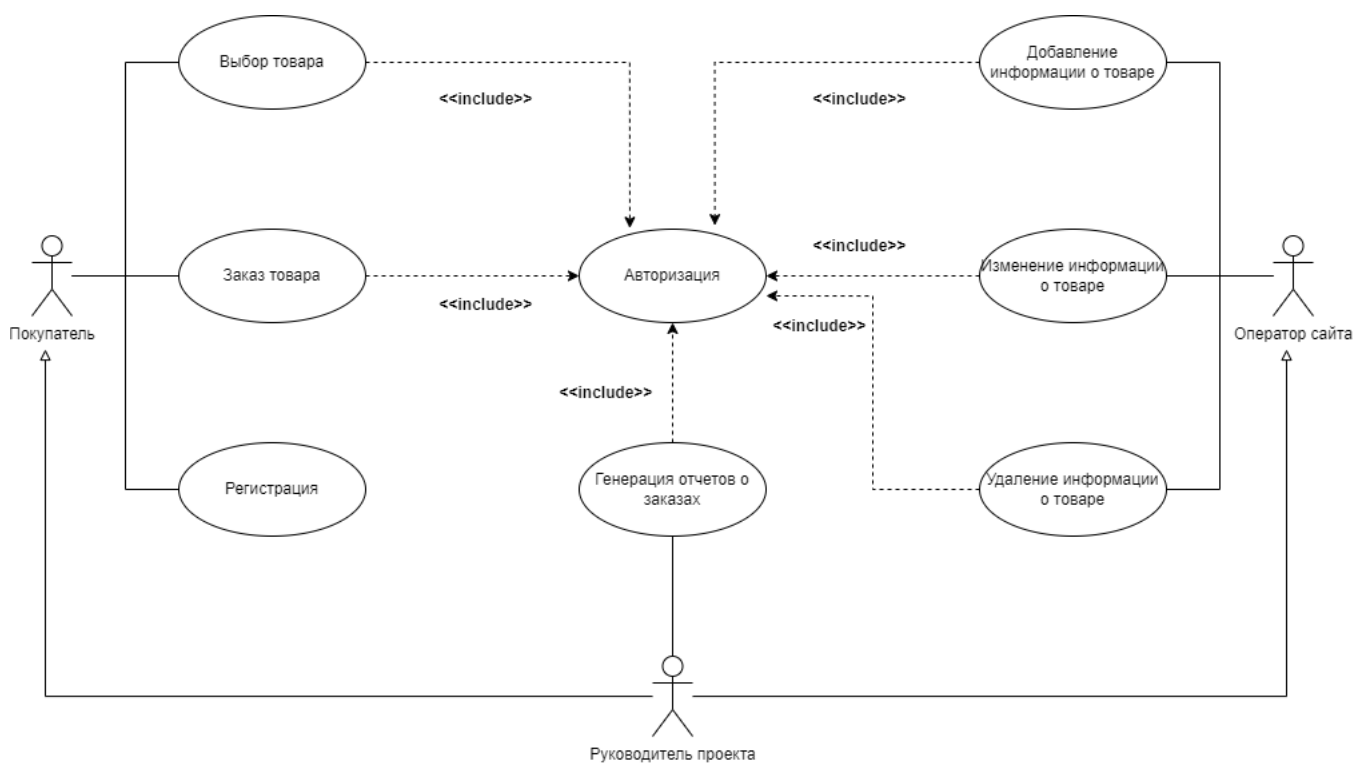 Выбор товара
<<include>>
<<include>>
Добавление
информации о товаре
Покупатель
Заказ товара
<<include>>
Авторизация
<<include>>
Изменение информации
о товаре
Оператор сайта
<<include>>
<<include>>
Регистрация
Генерация отчетов о
заказах
Удаление информации
о товаре
Руководитель проекта